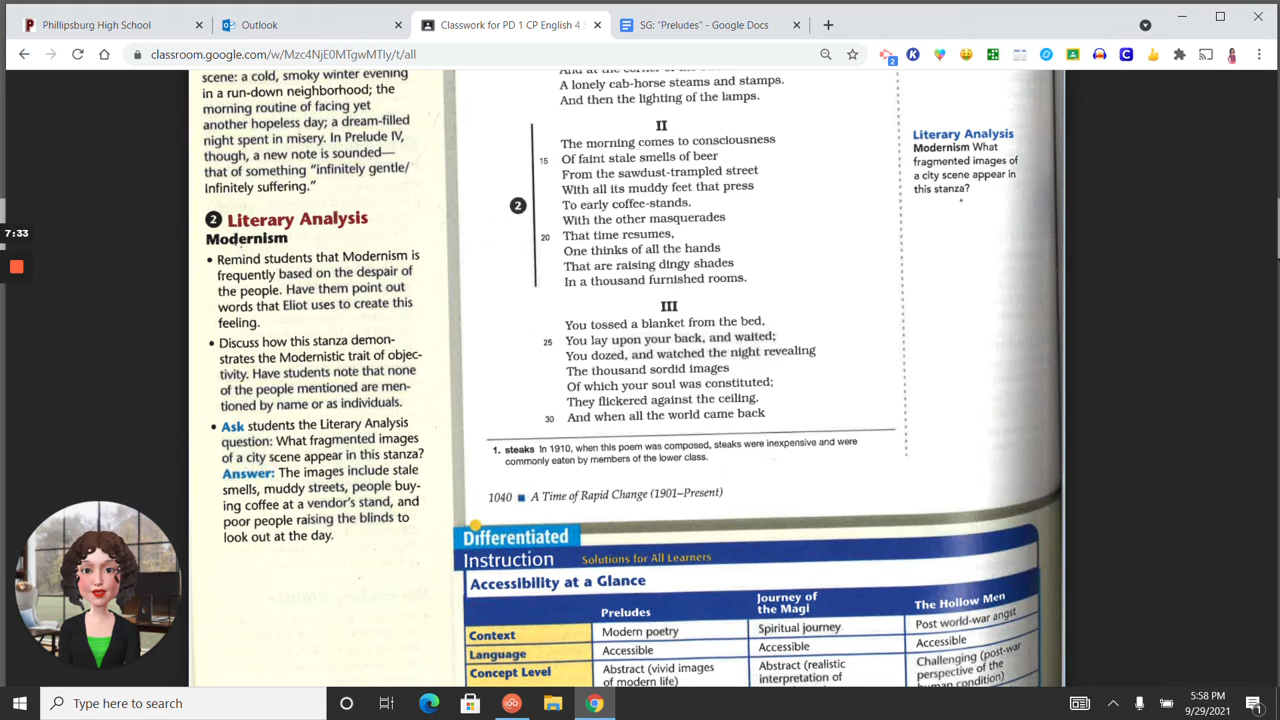 Phillipsburg High School
Outlook
Classwork for PD 1 CP English 4 S
SG: "Preludes" - Google Docs
classroom.google.com/w/Mzc4NjE0MTgwMTIy/t/all
scene: a cold, smoky winter evening
in a run-down neighborhood; the
morning routine of facing yet
another hopeless day; a dream-filled
night spent in misery. In Prelude IV,
though, a new note is sounded—
that of something "infinitely gentle/
Infinitely suffering."
2 Literary Analysis
Modernism
• Remind students that Modernism is
frequently based on the despair of
the people. Have them point out
words that Eliot uses to create this
feeling.
• Discuss how this stanza demon-
strates the Modernistic trait of objec-
tivity. Have students note that none
of the people mentioned are men-
tioned by name or as individuals.
• Ask students the Literary Analysis
question: What fragmented images
of a city scene appear in this stanza?
Answer: The images include stale
smells, muddy streets, people buy-
ing coffee at a vendor's stand, and
poor people raising the blinds to
look out at the day.
And at the corner of the
A lonely cab-horse steams and stamps.
And then the lighting of the lamps.
II
The morning comes to consciousness
15 Of faint stale smells of beer
From the sawdust-trampled street
With all its muddy feet that press
2 To early coffee-stands.
With the other masquerades
20 That time resumes,
One thinks of all the hands
That are raising dingy shades
In a thousand furnished rooms.
III
You tossed a blanket from the bed,
25 You lay upon your back, and waited;
You dozed, and watched the night revealing
The thousand sordid images
Of which your soul was constituted;
They flickered against the ceiling.
30 And when all the world came back
1. steaks In 1910, when this poem was composed, steaks were inexpensive and were
commonly eaten by members of the lower class.
1040 ■ A Time of Rapid Change (1901–Present)
Literary Analysis
Modernism What
fragmented images of
a city scene appear in
this stanza?
Differentiated
Instruction Solutions for All Learners
Accessibility at a Glance
Preludes Journey of the Magi The Hollow Men
Context Modern poetry Spiritual journey Post world-war angst
Language Accessible Accessible Accessible
Concept Level Abstract (vivid images of modern life) Abstract (realistic interpretation of Challenging (post-war perspective of the human condition)
7:33
2
Type here to search
5:58 PM
9/29/2021
1